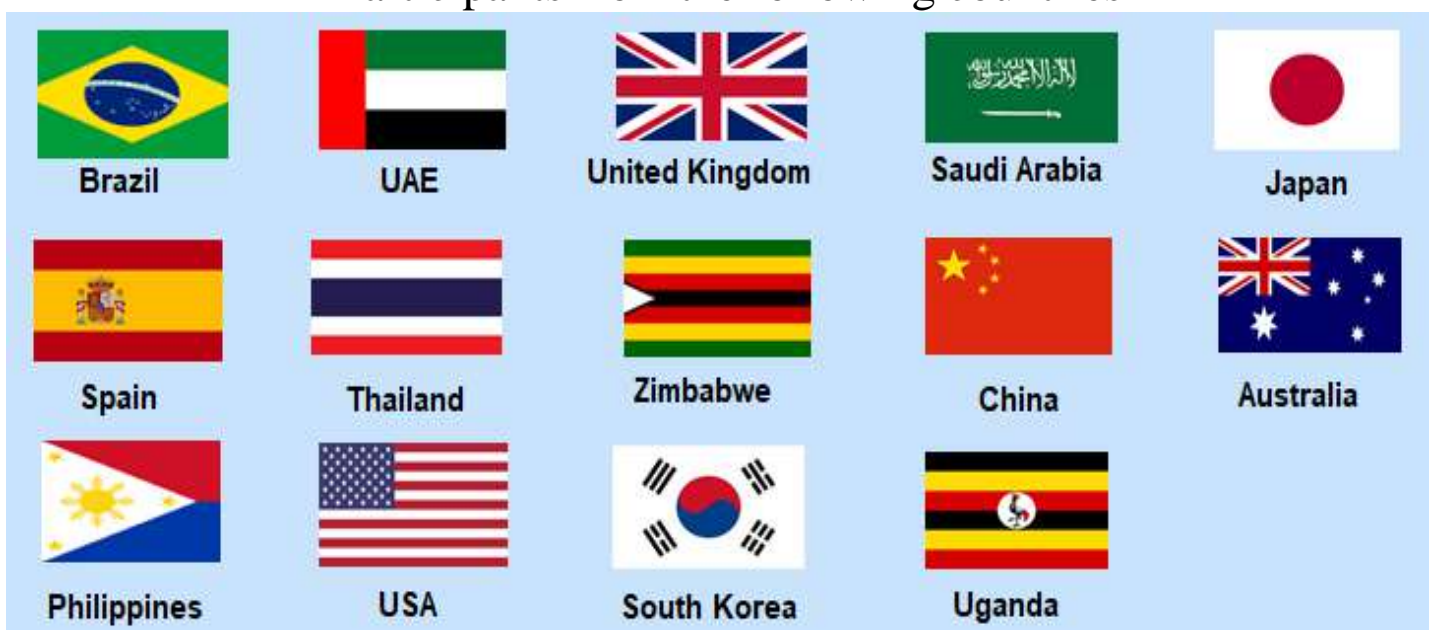 Brazil UAE United Kingdom Saudi Arabia Japan
Spain Thailand Zimbabwe China Australia
Philippines USA South Korea Uganda